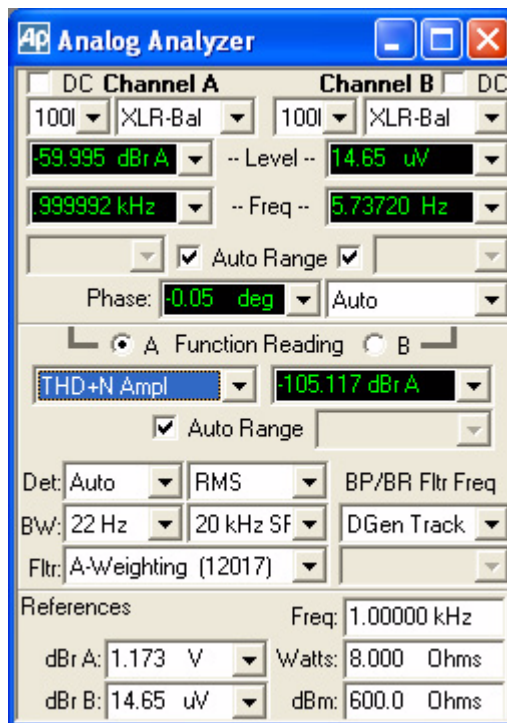 Ap Analog Analyzer
DC Channel A Channel B DC
100l XLR-Bal 100l XLR-Bal
-59.995 dBr A -- Level -- 14.65 uV
.999992 kHz -- Freq -- 5.73720 Hz
Auto Range
Phase: -0.05 deg Auto
A Function Reading B
THD+N Ampl -105.117 dBr A
Auto Range
Det: Auto RMS BP/BR Fltr Freq
BW: 22 Hz 20 kHz SF DGen Track
Fltr: A-Weighting (12017)
References Freq: 1.00000 kHz
dBr A: 1.173 V Watts: 8.000 Ohms
dBr B: 14.65 uV dBm: 600.0 Ohms